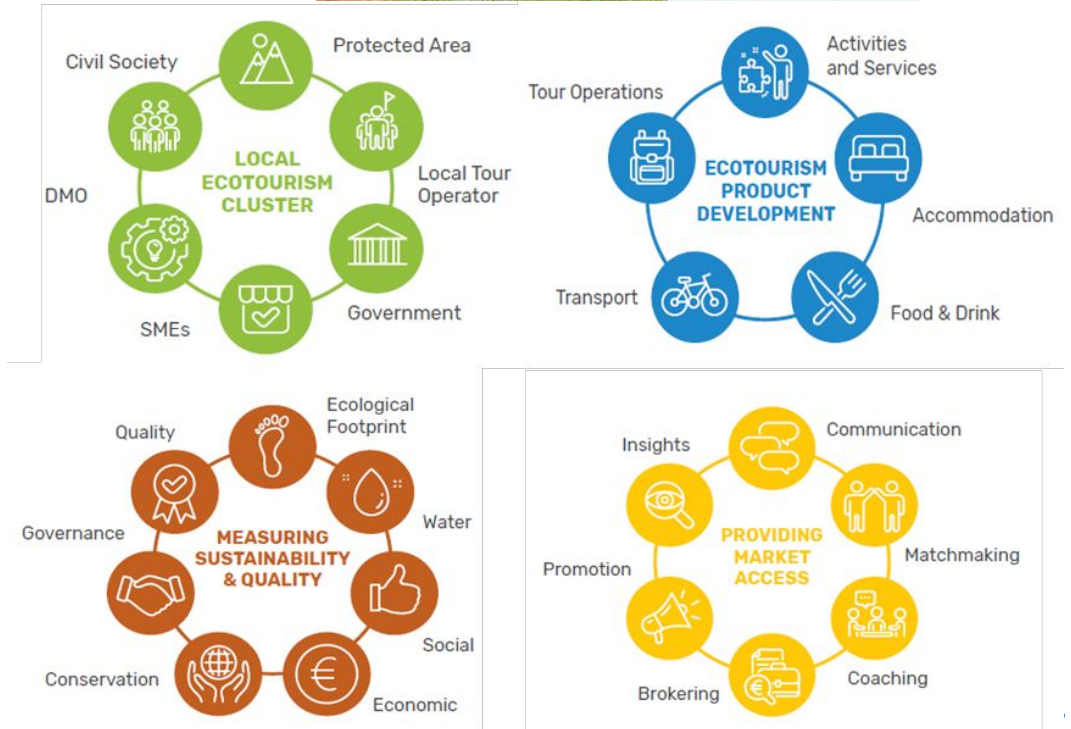 Protected Area
Civil Society
LOCAL
ECOTOURISM
CLUSTER
Local Tour
Operator
DMO
Government
SMEs
Activities
and Services
Tour Operations
ECOTOURISM
PRODUCT
DEVELOPMENT
Accommodation
Transport
Food & Drink
Ecological
Footprint
Quality
Water
Governance
MEASURING
SUSTAINABILITY
& QUALITY
Social
Conservation
€
Economic
Communication
Insights
PROVIDING
MARKET
ACCESS
Matchmaking
Promotion
Coaching
€
Brokering